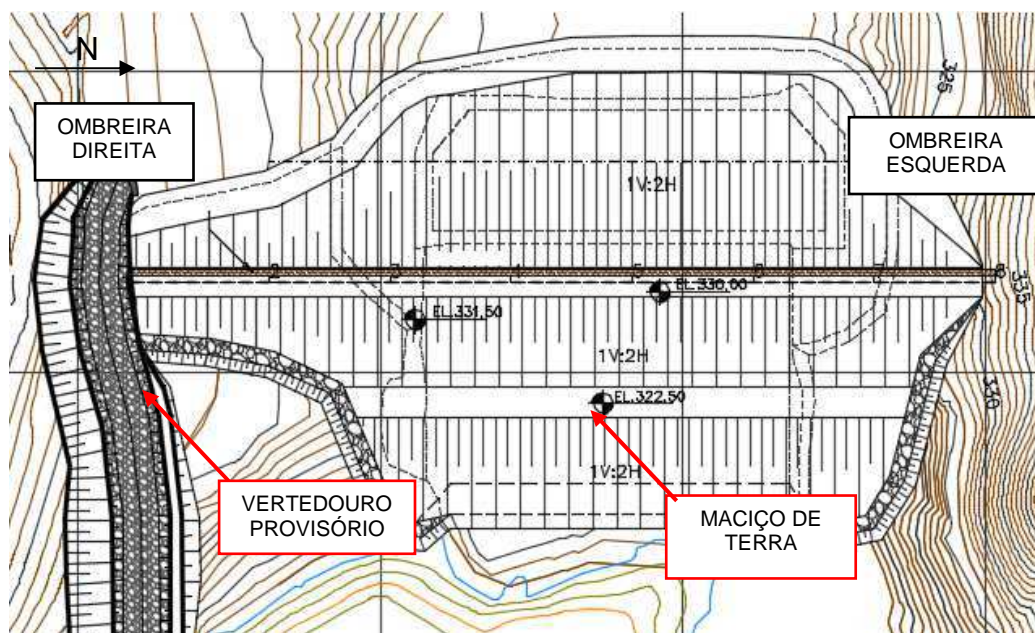 N
OMBREIRA
DIREITA
OMBREIRA
ESQUERDA
325
1V:2H
2
3
4
5
6
7
8
335
EL.330,00
EL.331,50
1V:2H
330
EL.322,50
1V:2H
VERTEDOURO
PROVISÓRIO
MACIÇO DE
TERRA